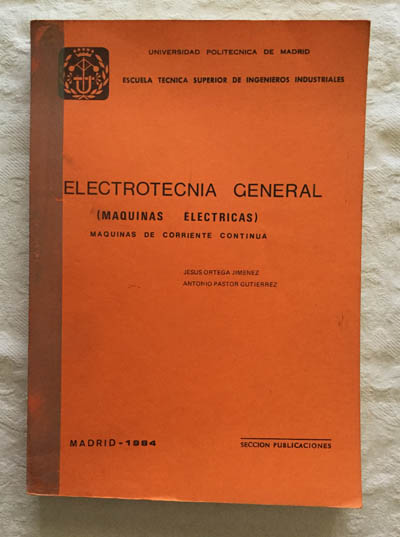 UNIVERSIDAD POLITECNICA DE MADRID
ESCUELA TECNICA SUPERIOR DE INGENIEROS INDUSTRIALES
ELECTROTECNIA GENERAL
(MAQUINAS ELECTRICAS)
MAQUINAS DE CORRIENTE CONTINUA
JESUS ORTEGA JIMENEZ
ANTONIO PASTOR GUTIERREZ
MADRID-1984
SECCION PUBLICACIONES